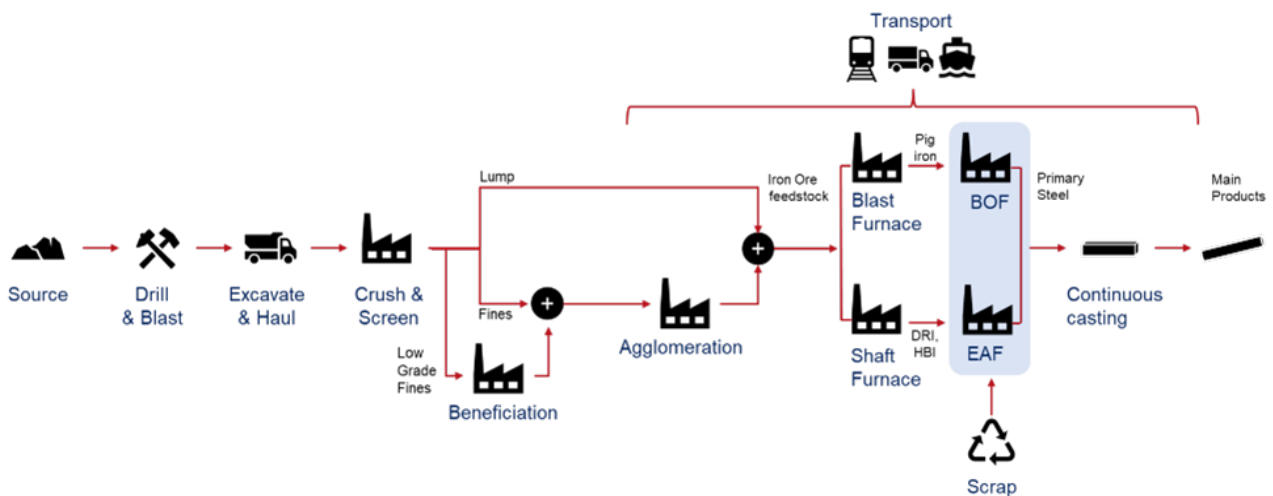 Transport
Lump
Iron Ore
feedstock
Pig
iron
Blast
Furnace
BOF
Primary
Steel
Main
Products
Source
Drill
& Blast
Excavate
& Haul
Crush &
Screen
Fines
Low
Grade
Fines
Beneficiation
Agglomeration
Shaft
Furnace
DRI,
HBI
EAF
Continuous
casting
Scrap